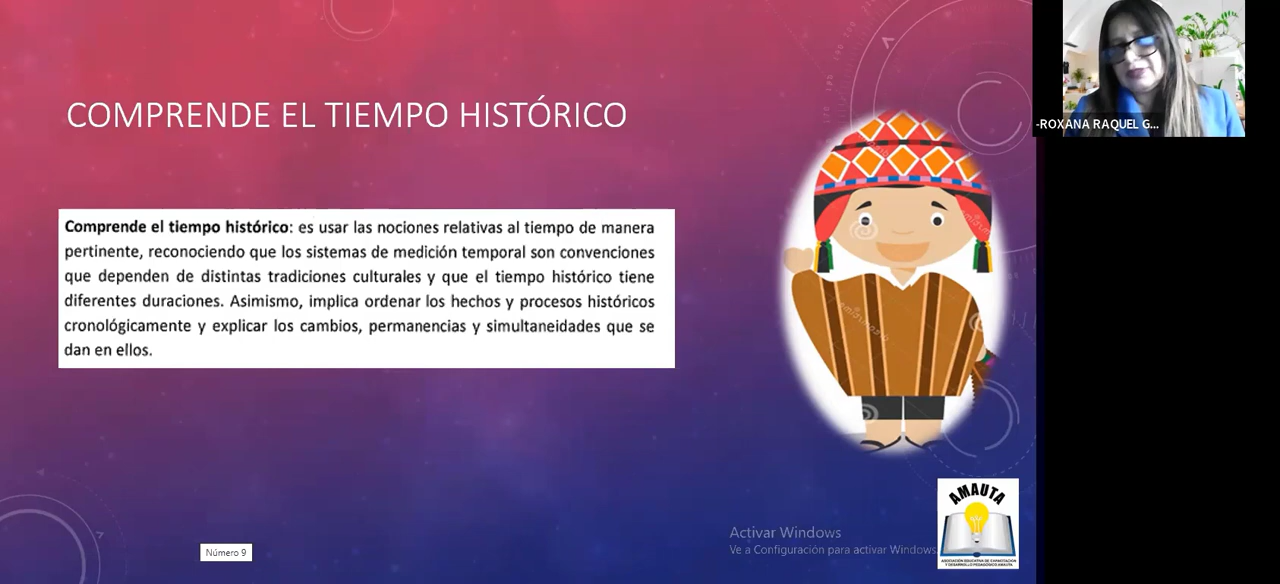 COMPRENDE EL TIEMPO HISTÓRICO
Comprende el tiempo histórico: es usar las nociones relativas al tiempo de manera
pertinente, reconociendo que los sistemas de medición temporal son convenciones
que dependen de distintas tradiciones culturales y que el tiempo histórico tiene
diferentes duraciones. Asimismo, implica ordenar los hechos y procesos históricos
cronológicamente y explicar los cambios, permanencias y simultaneidades que se
dan en ellos.
-ROXANA RAQUEL G...
Número 9
Activar Windows
Ve a Configuración para activar Windows.
AMAUTA
ASOCIACIÓN EDUCATIVA DE CAPACITACIÓN
Y DESARROLLO PEDAGÓGICO AMAUTA